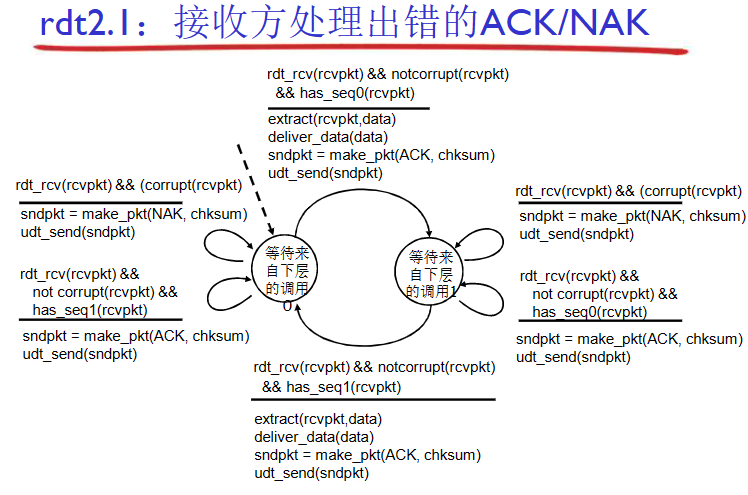 rdt2.1：接收方处理出错的ACK/NAK
rdt_rcv(rcvpkt) && notcorrupt(rcvpkt)
&& has_seq0(rcvpkt)
extract(rcvpkt,data)
deliver_data(data)
sndpkt = make_pkt(ACK, chksum)
udt_send(sndpkt)
rdt_rcv(rcvpkt) && (corrupt(rcvpkt)
sndpkt = make_pkt(NAK, chksum)
udt_send(sndpkt)
rdt_rcv(rcvpkt) &&
not corrupt(rcvpkt) &&
has_seq1(rcvpkt)
sndpkt = make_pkt(ACK, chksum)
udt_send(sndpkt)
等待来
自下层
的调用
0
等待来
自下层
的调用1
rdt_rcv(rcvpkt) && (corrupt(rcvpkt)
sndpkt = make_pkt(NAK, chksum)
udt_send(sndpkt)
rdt_rcv(rcvpkt) &&
not corrupt(rcvpkt) &&
has_seq0(rcvpkt)
sndpkt = make_pkt(ACK, chksum)
udt_send(sndpkt)
rdt_rcv(rcvpkt) && notcorrupt(rcvpkt)
&& has_seq1(rcvpkt)
extract(rcvpkt,data)
deliver_data(data)
sndpkt = make_pkt(ACK, chksum)
udt_send(sndpkt)